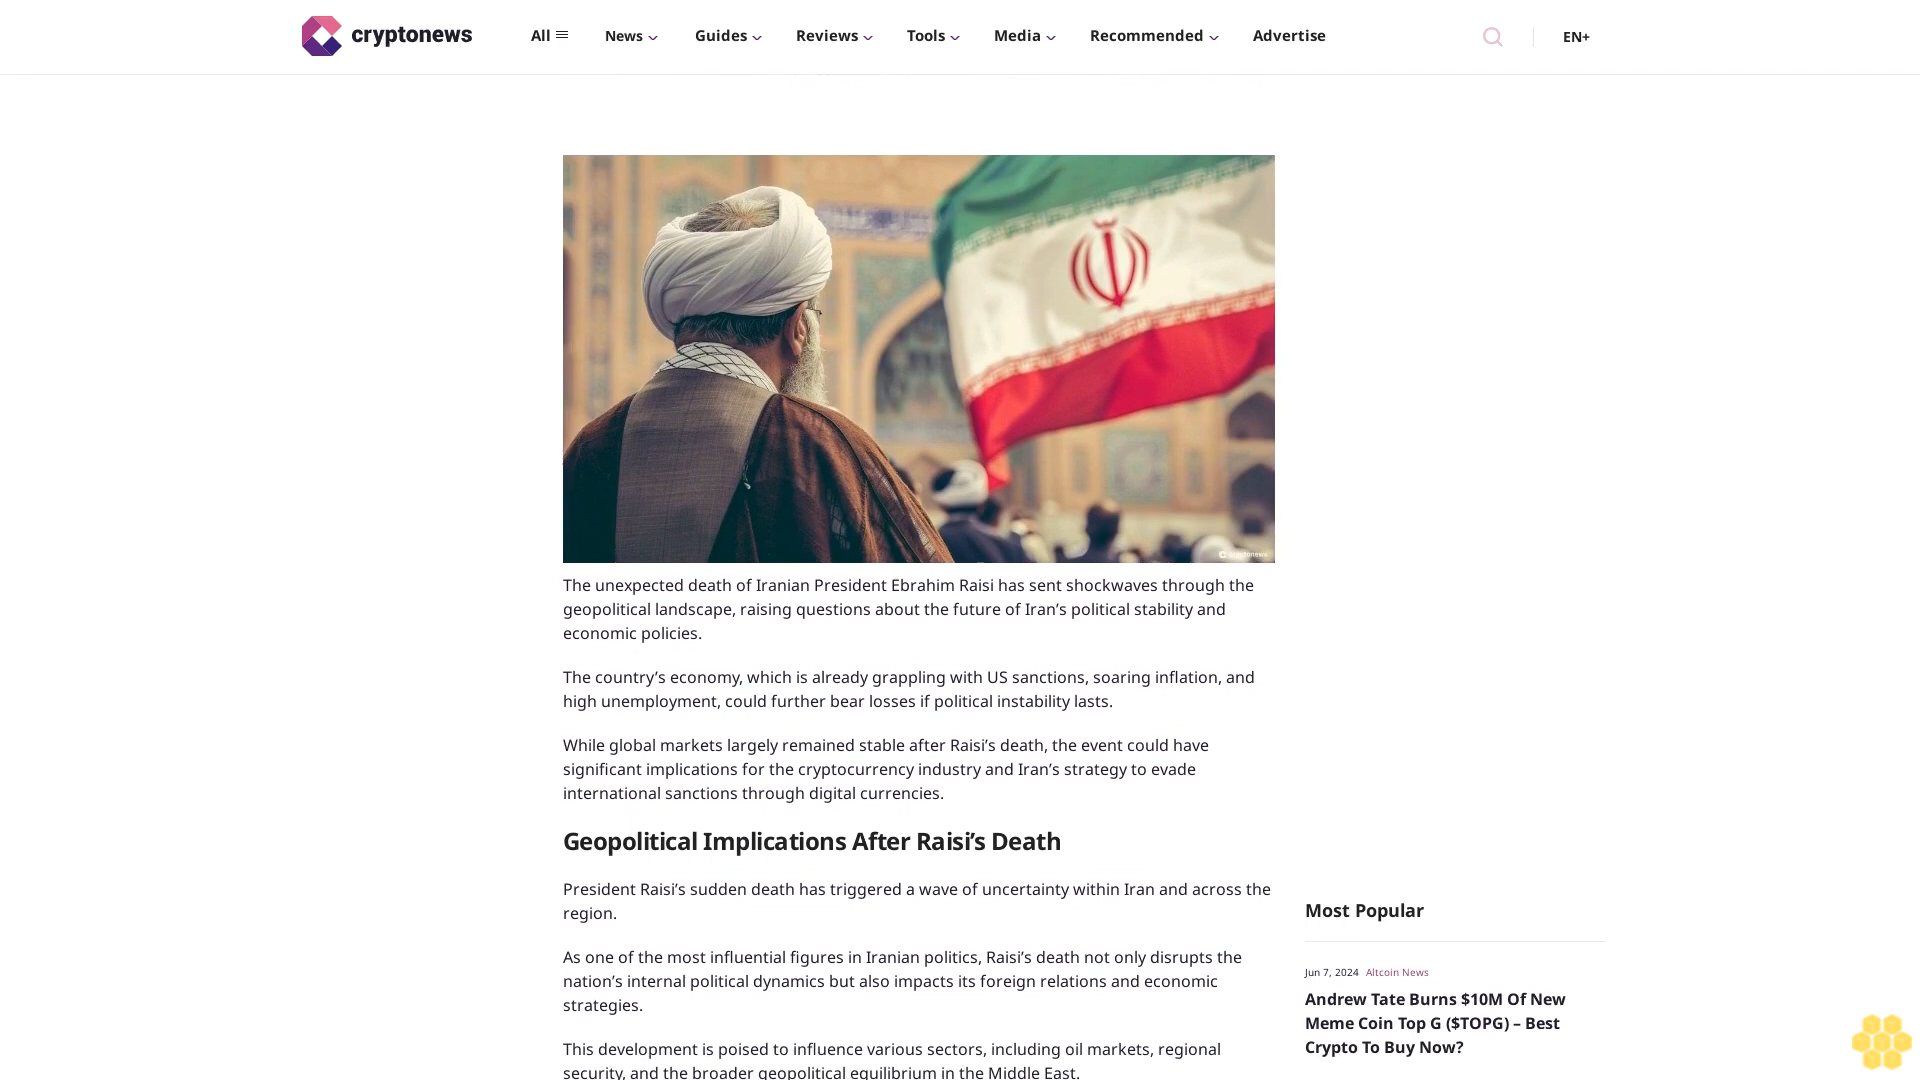 cryptonews
All
News
Guides
Reviews
Tools
Media
Recommended
Advertise
EN+
cryptonews
The unexpected death of Iranian President Ebrahim Raisi has sent shockwaves through the
geopolitical landscape, raising questions about the future of Iran’s political stability and
economic policies.
The country’s economy, which is already grappling with US sanctions, soaring inflation, and
high unemployment, could further bear losses if political instability lasts.
While global markets largely remained stable after Raisi’s death, the event could have
significant implications for the cryptocurrency industry and Iran’s strategy to evade
international sanctions through digital currencies.
Geopolitical Implications After Raisi’s Death
President Raisi’s sudden death has triggered a wave of uncertainty within Iran and across the
region.
As one of the most influential figures in Iranian politics, Raisi’s death not only disrupts the
nation’s internal political dynamics but also impacts its foreign relations and economic
strategies.
This development is poised to influence various sectors, including oil markets, regional
security, and the broader geopolitical equilibrium in the Middle East.
Most Popular
Jun 7, 2024 Altcoin News
Andrew Tate Burns $10M Of New
Meme Coin Top G ($TOPG) – Best
Crypto To Buy Now?